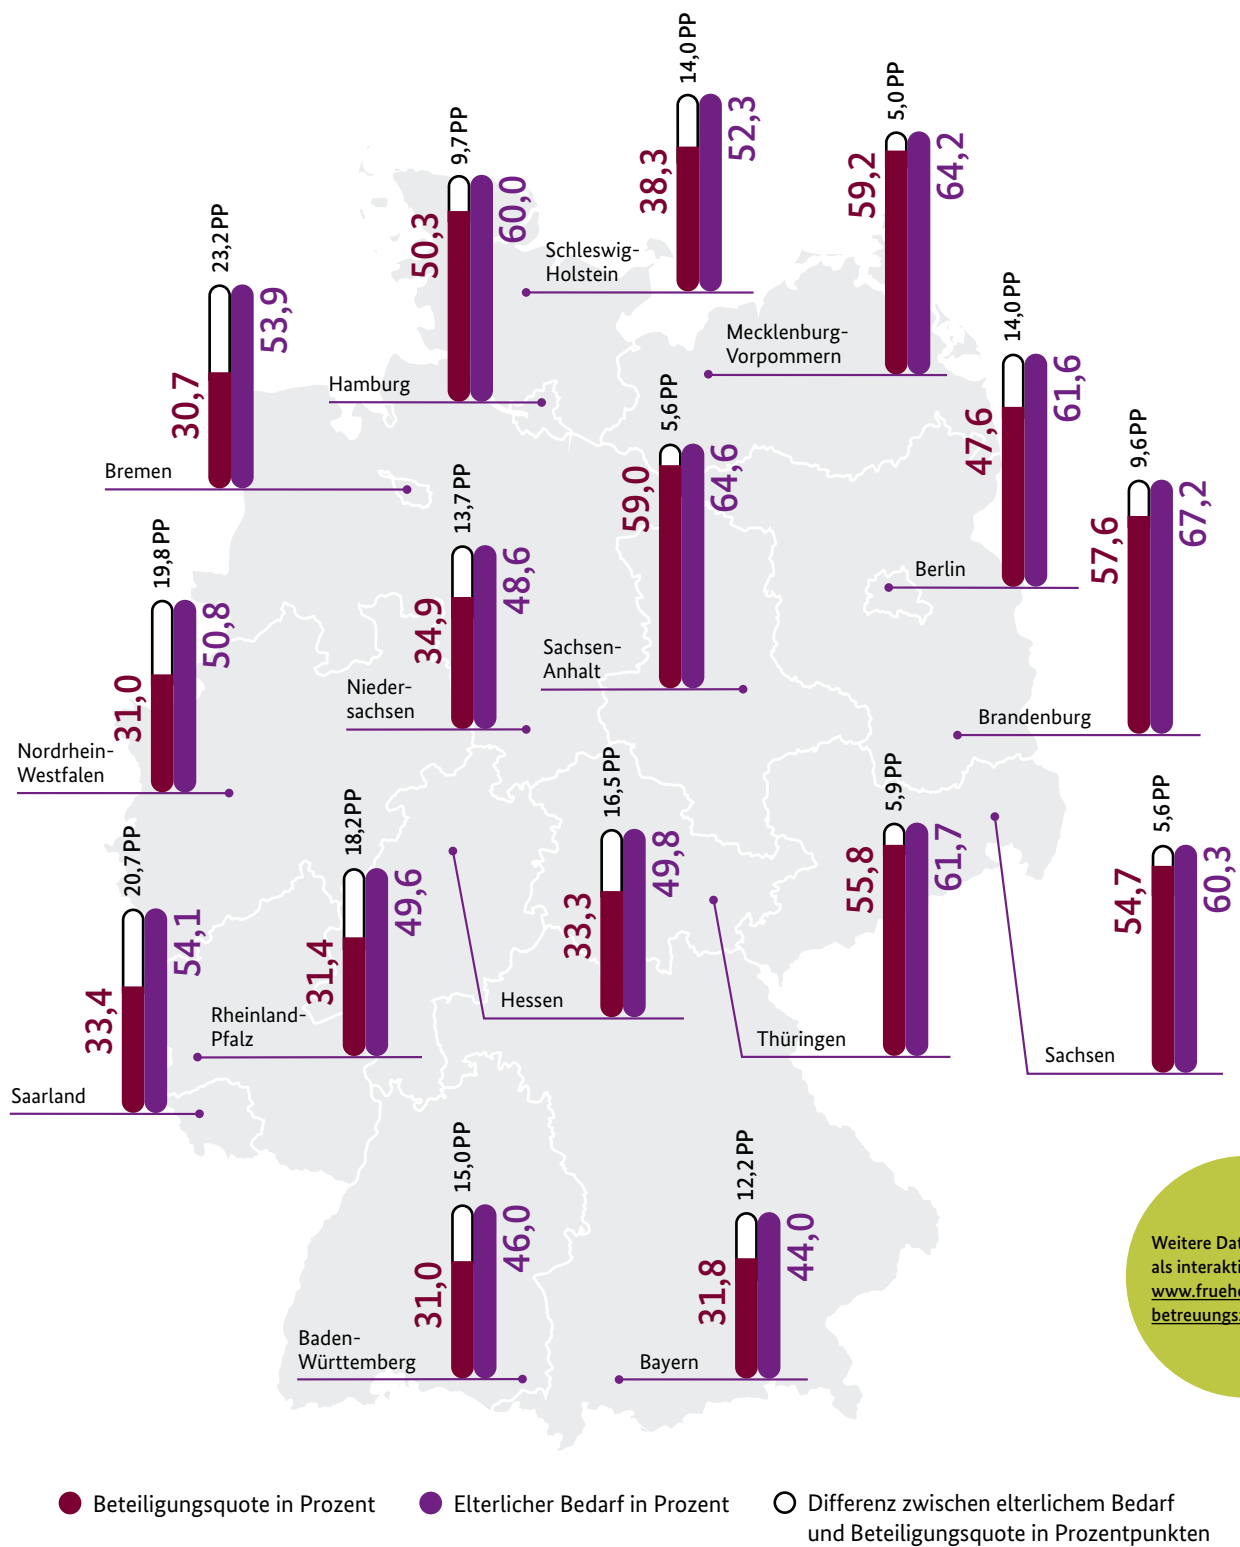 14,0 PP
38,3
52,3
Schleswig-
Holstein
5,0 PP
59,2
64,2
Mecklenburg-
Vorpommern
9,7 PP
50,3
60,0
Hamburg
23,2 PP
30,7
53,9
Bremen
14,0 PP
47,6
61,6
Berlin
5,6 PP
59,0
64,6
Sachsen-
Anhalt
9,6 PP
57,6
67,2
Brandenburg
13,7 PP
34,9
48,6
Nieder-
sachsen
19,8 PP
31,0
50,8
Nordrhein-
Westfalen
16,5 PP
33,3
49,8
Hessen
5,9 PP
55,8
61,7
Thüringen
5,6 PP
54,7
60,3
Sachsen
18,2 PP
31,4
49,6
Rheinland-
Pfalz
20,7 PP
33,4
54,1
Saarland
15,0 PP
31,0
46,0
Baden-
Württemberg
12,2 PP
31,8
44,0
Bayern
Weitere Dat
als interakti
www.fruehe
betreuungs
Beteiligungsquote in Prozent
Elterlicher Bedarf in Prozent
Differenz zwischen elterlichem Bedarf
und Beteiligungsquote in Prozentpunkten